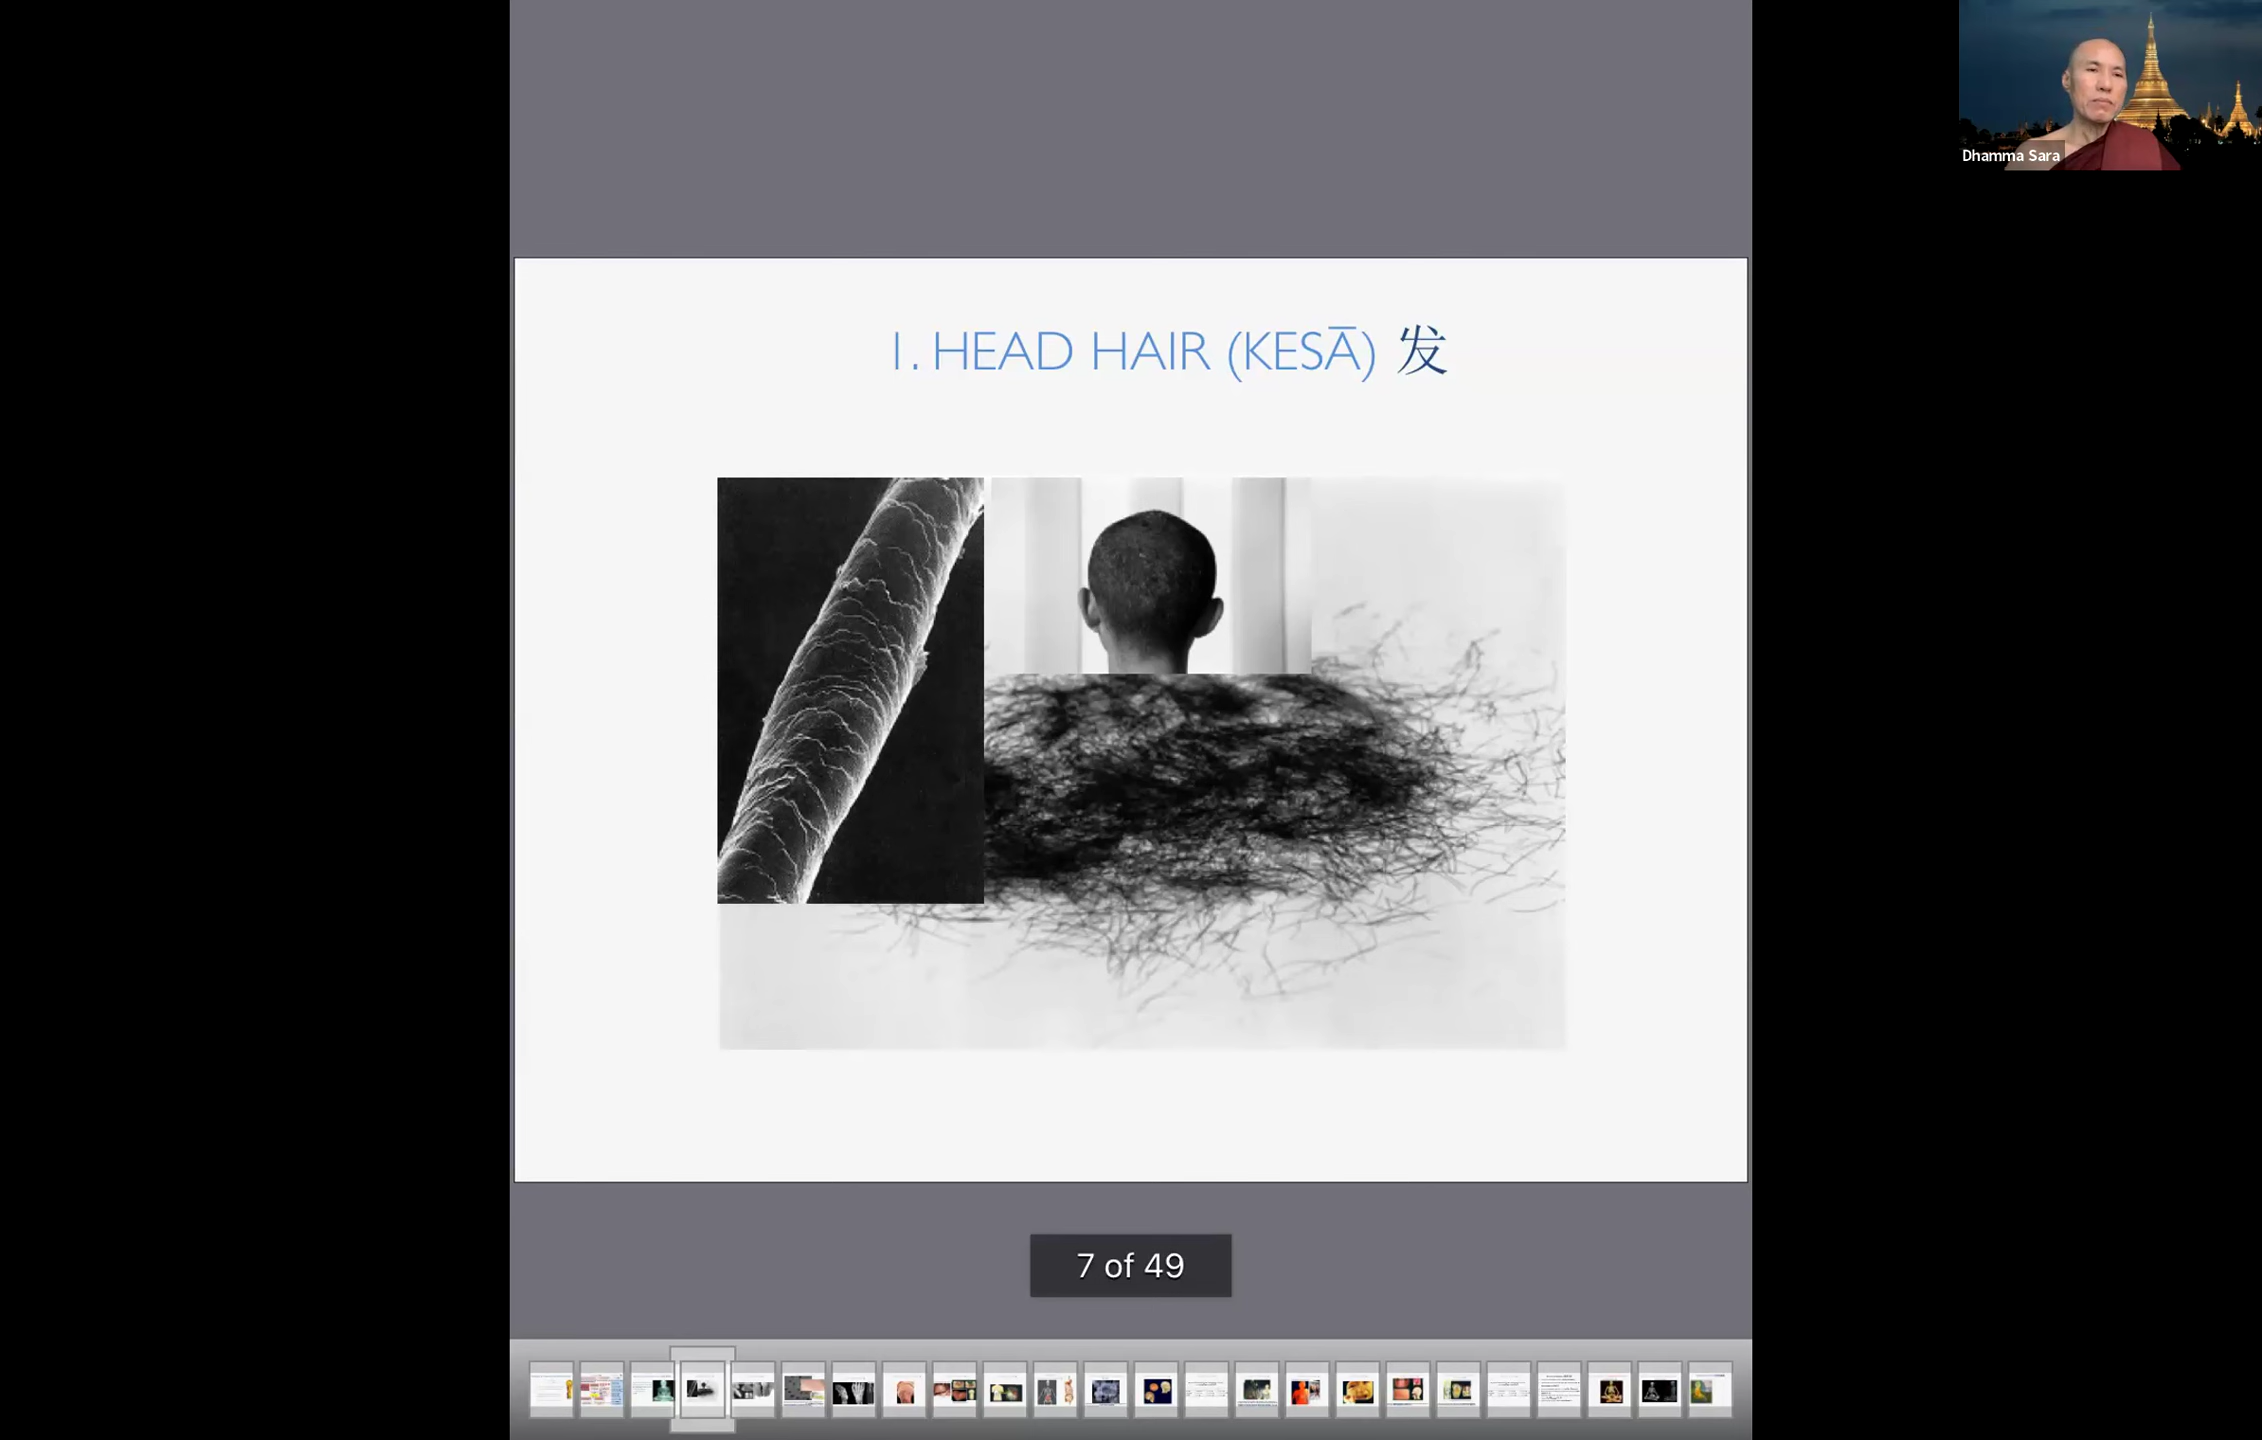 Dhamma Sara
1. HEAD HAIR (KESĀ) 发
7 of 49